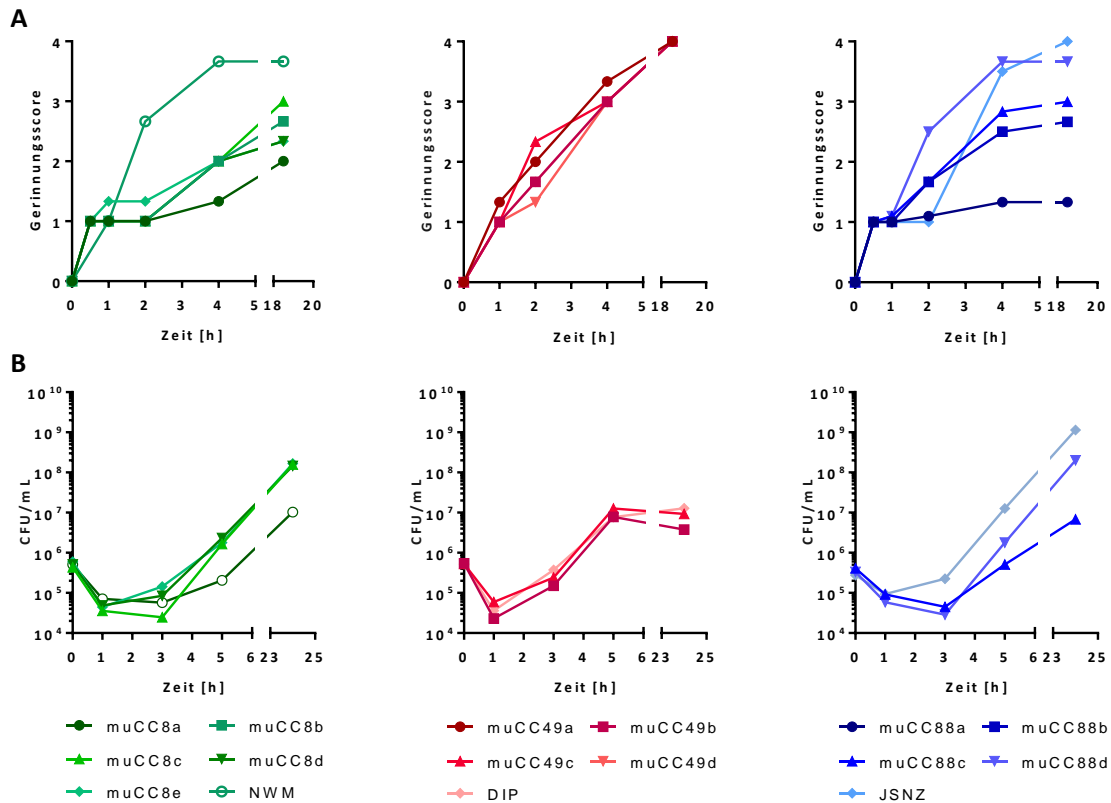 A
4 4 4
3 3 3
2 2 2
1 1 1
0 0 0
Gerinnungsscore Gerinnungsscore Gerinnungsscore
0 1 2 3 4 5 18 20 0 1 2 3 4 5 18 20 0 1 2 3 4 5 18 20
Zeit [h] Zeit [h] Zeit [h]
B
10^10 10^10 10^10
10^9 10^9 10^9
10^8 10^8 10^8
10^7 10^7 10^7
10^6 10^6 10^6
10^5 10^5 10^5
10^4 10^4 10^4
CFU/mL CFU/mL CFU/mL
0 1 2 3 4 5 6 23 25 0 1 2 3 4 5 6 23 25 0 1 2 3 4 5 6 23 25
Zeit [h] Zeit [h] Zeit [h]
muCC8a muCC8b muCC49a muCC49b muCC88a muCC88b
muCC8c muCC8d muCC49c muCC49d muCC88c muCC88d
muCC8e NWM DIP JSNZ